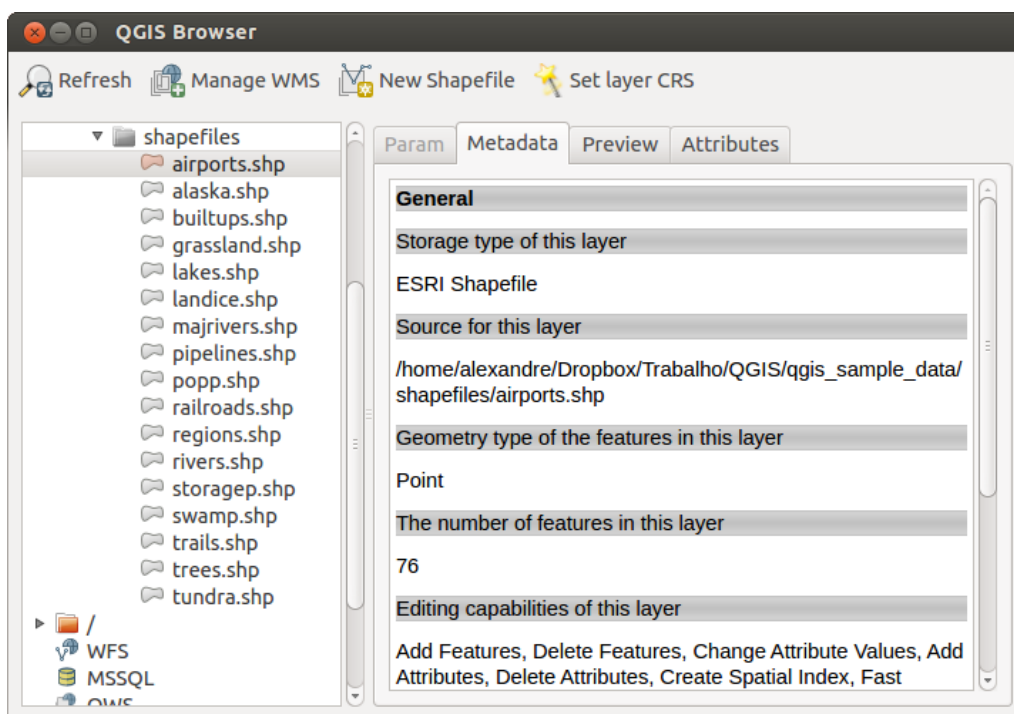 QGIS Browser
Refresh Manage WMS New Shapefile Set layer CRS
shapefiles
airports.shp
alaska.shp
builtups.shp
grassland.shp
lakes.shp
landice.shp
majrivers.shp
pipelines.shp
popp.shp
railroads.shp
regions.shp
rivers.shp
storagep.shp
swamp.shp
trails.shp
trees.shp
tundra.shp
/
WFS
MSSQL
OWS
Param Metadata Preview Attributes
General
Storage type of this layer
ESRI Shapefile
Source for this layer
/home/alexandre/Dropbox/Trabalho/QGIS/qgis_sample_data/
shapefiles/airports.shp
Geometry type of the features in this layer
Point
The number of features in this layer
76
Editing capabilities of this layer
Add Features, Delete Features, Change Attribute Values, Add
Attributes, Delete Attributes, Create Spatial Index, Fast